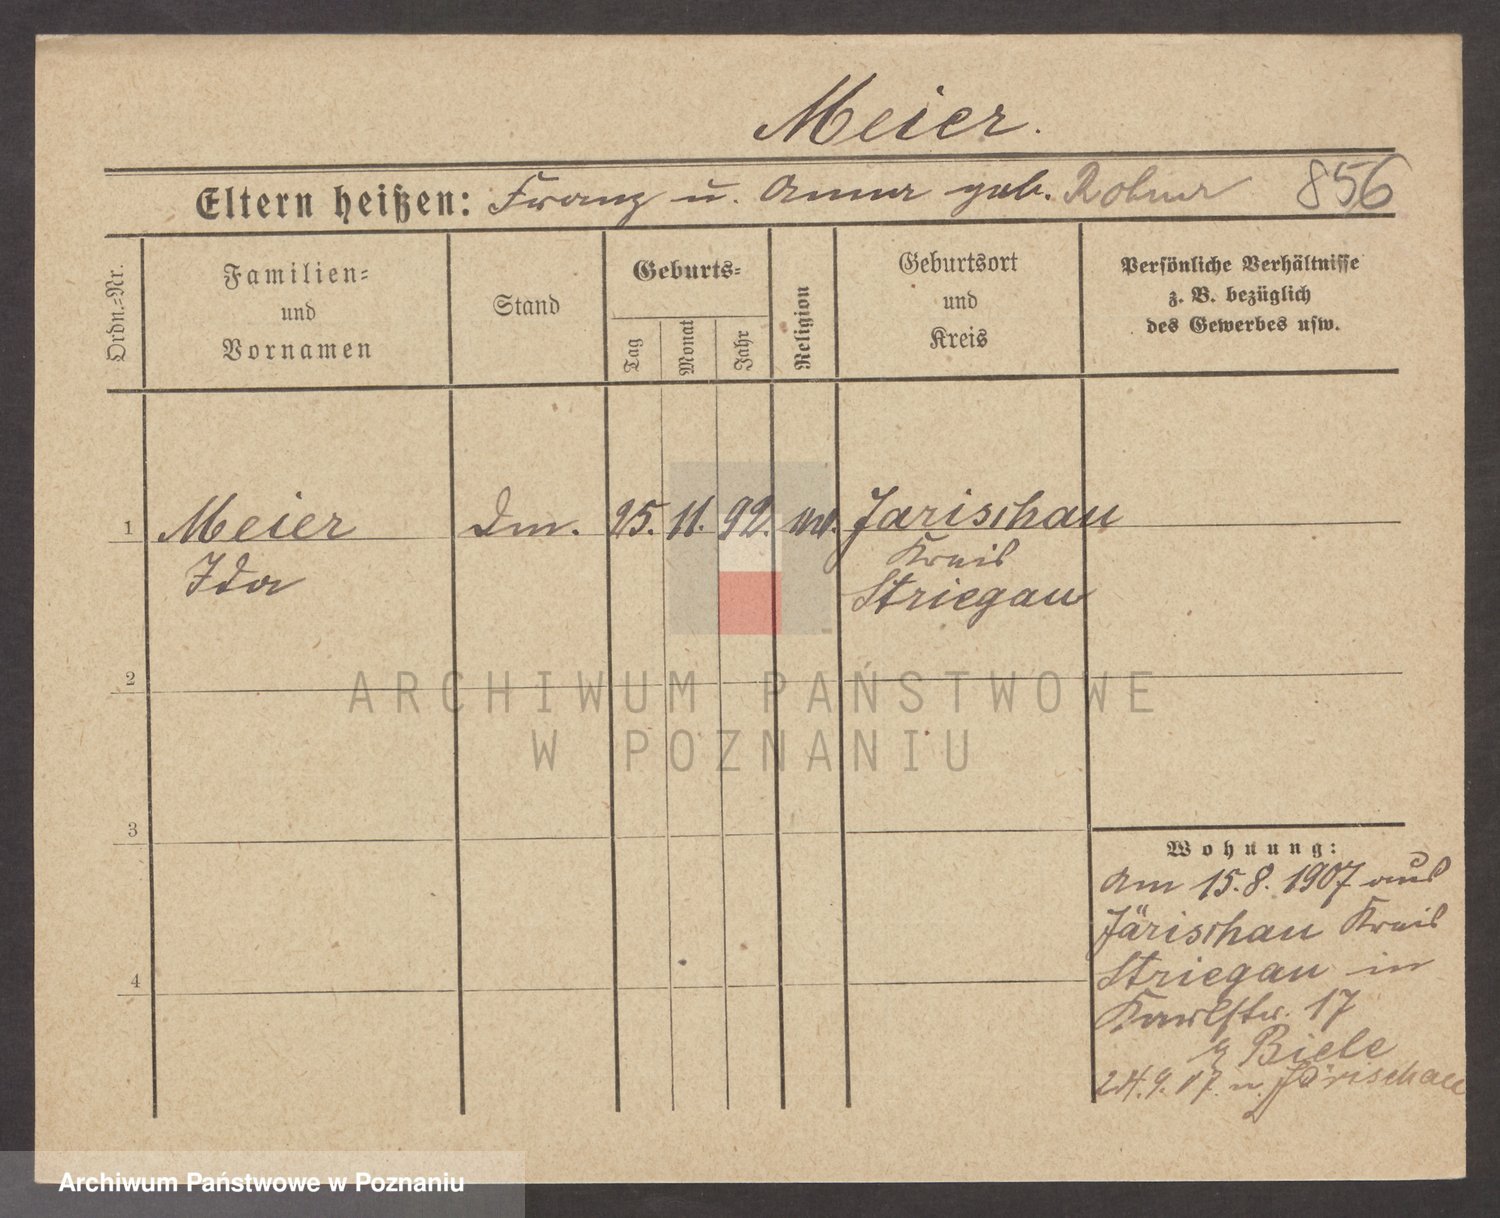 Meier.
Eltern heißen: Franz u. Anna geb. 856
Ordn.=Nr.
Familien=
und
Vornamen
Stand
Geburts=
Tag
Monat
Jahr
Religion
Geburtsort
und
Kreis
Persönliche Verhältnisse
z. B. bezüglich
des Gewerbes usw.
1 Meier Dm. 25. 11. 92. Jarischau
Ida
Kreis
Striegau
2
3
4
Wohnung:
Am 15.8. 1907 aus
Järischau Kreis
Striegau in
Karlstr. 17
b/ Biele
24.9. 07 n. Järischau
ARCHIWUM PAŃSTWOWE
W POZNANIU
Archiwum Państwowe w Poznaniu